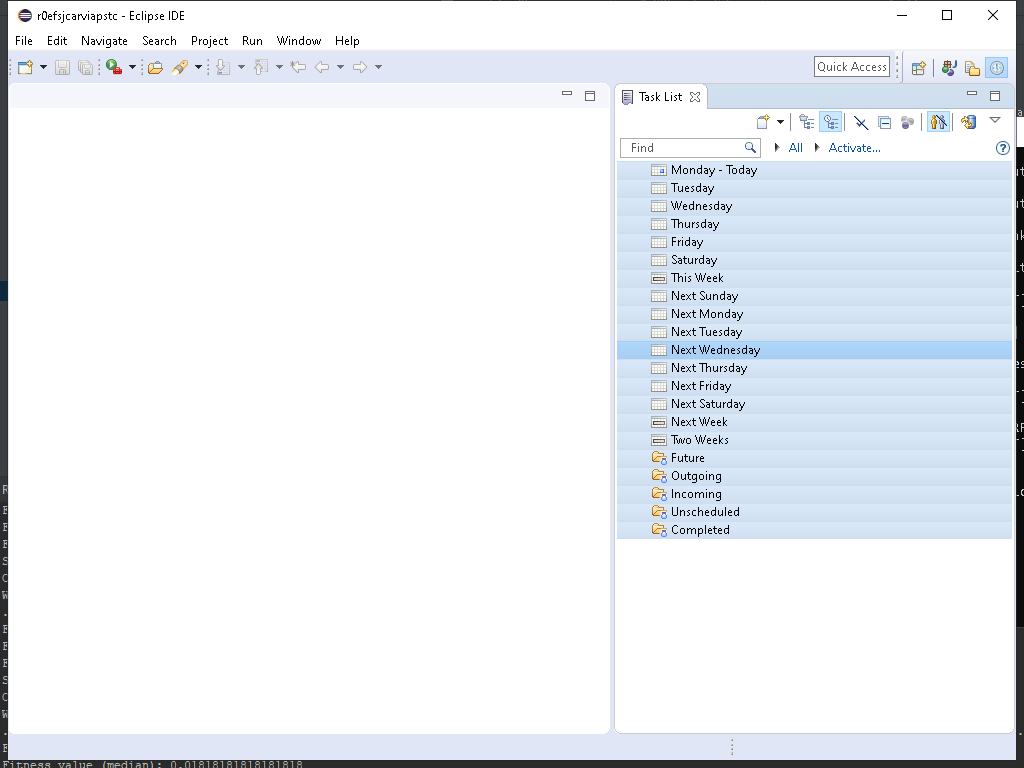 r0efsjcarviapstc - Eclipse IDE
File Edit Navigate Search Project Run Window Help
Quick Access
Task List
Find All Activate...
Monday - Today
Tuesday
Wednesday
Thursday
Friday
Saturday
This Week
Next Sunday
Next Monday
Next Tuesday
Next Wednesday
Next Thursday
Next Friday
Next Saturday
Next Week
Two Weeks
Future
Outgoing
Incoming
Unscheduled
Completed
Fitness value (median): 0.01818181818181818